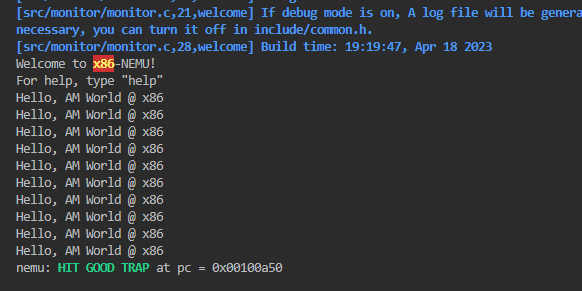 [src/monitor/monitor.c,21,welcome] If debug mode is on, A log file will be genera
necessary, you can turn it off in include/common.h.
[src/monitor/monitor.c,28,welcome] Build time: 19:19:47, Apr 18 2023
Welcome to x86-NEMU!
For help, type "help"
Hello, AM World @ x86
Hello, AM World @ x86
Hello, AM World @ x86
Hello, AM World @ x86
Hello, AM World @ x86
Hello, AM World @ x86
Hello, AM World @ x86
Hello, AM World @ x86
Hello, AM World @ x86
Hello, AM World @ x86
nemu: HIT GOOD TRAP at pc = 0x00100a50